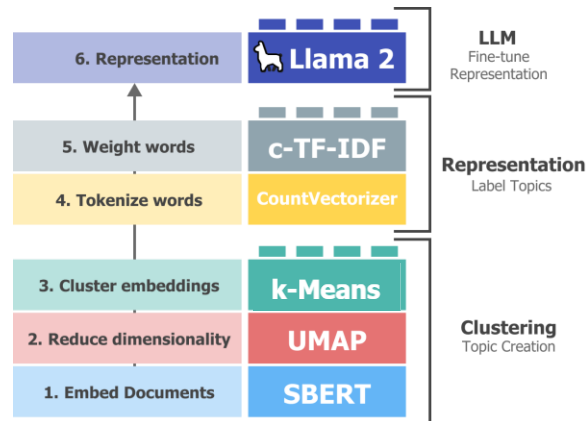 6. Representation
Llama 2
LLM
Fine-tune
Representation
5. Weight words
c-TF-IDF
4. Tokenize words
CountVectorizer
Representation
Label Topics
3. Cluster embeddings
k-Means
2. Reduce dimensionality
UMAP
1. Embed Documents
SBERT
Clustering
Topic Creation